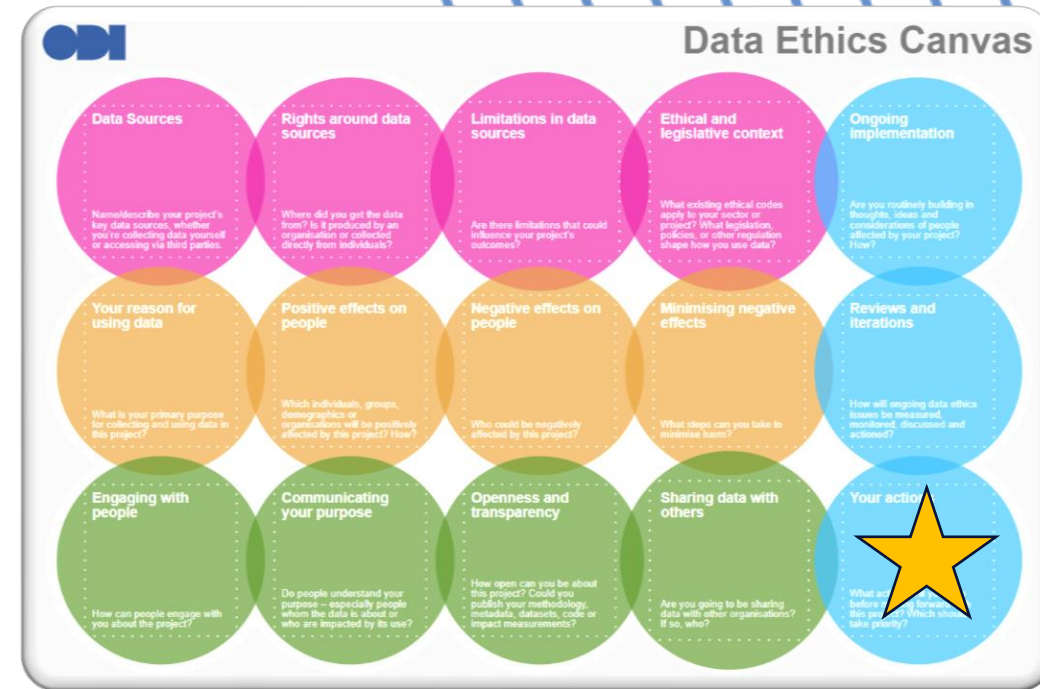 ODI
Data Ethics Canvas
Data Sources
Name/describe your project's
key data sources, whether
you're collecting data yourself
or accessing via third parties.
Rights around data
sources
Where did you get the data
from? Is it produced by an
organisation or collected
directly from individuals?
Limitations in data
sources
Are there limitations that could
influence your project's
outcomes?
Ethical and
legislative context
What existing ethical codes
apply to your sector or
project? What legislation,
policies, or other regulation
shape how you use data?
Ongoing
implementation
Are you routinely building in
thoughts, ideas and
considerations of people
affected by your project?
How?
Your reason for
using data
What is your primary purpose
for collecting and using data in
this project?
Positive effects on
people
Which individuals, groups,
demographics or
organisations will be positively
affected by this project? How?
Negative effects on
people
Who could be negatively
affected by this project?
Minimising negative
effects
What steps can you take to
minimise harm?
Reviews and
iterations
How will ongoing data ethics
issues be measured,
monitored, discussed and
actioned?
Engaging with
people
How can people engage with
you about the project?
Communicating
your purpose
Do people understand your
purpose – especially people
whom the data is about or
who are impacted by its use?
Openness and
transparency
How open can you be about
this project? Could you
publish your methodology,
metadata, datasets, code or
impact measurements?
Sharing data with
others
Are you going to be sharing
data with other organisations?
If so, who?
Your
What
before forward
this Which
take priority?